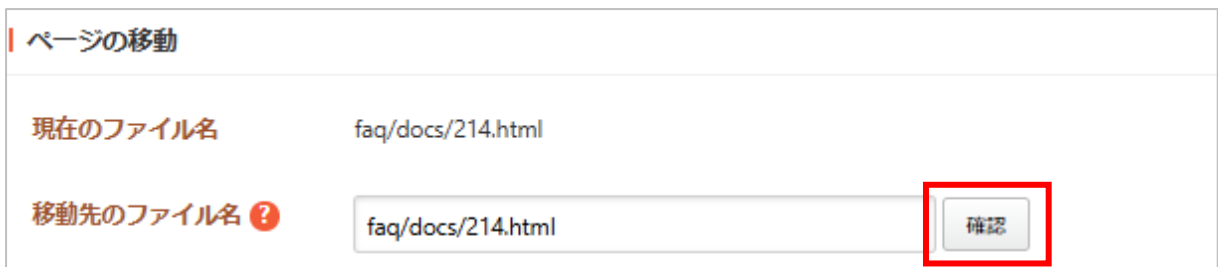 ページの移動
現在のファイル名 faq/docs/214.html
移動先のファイル名 ? faq/docs/214.html 確認